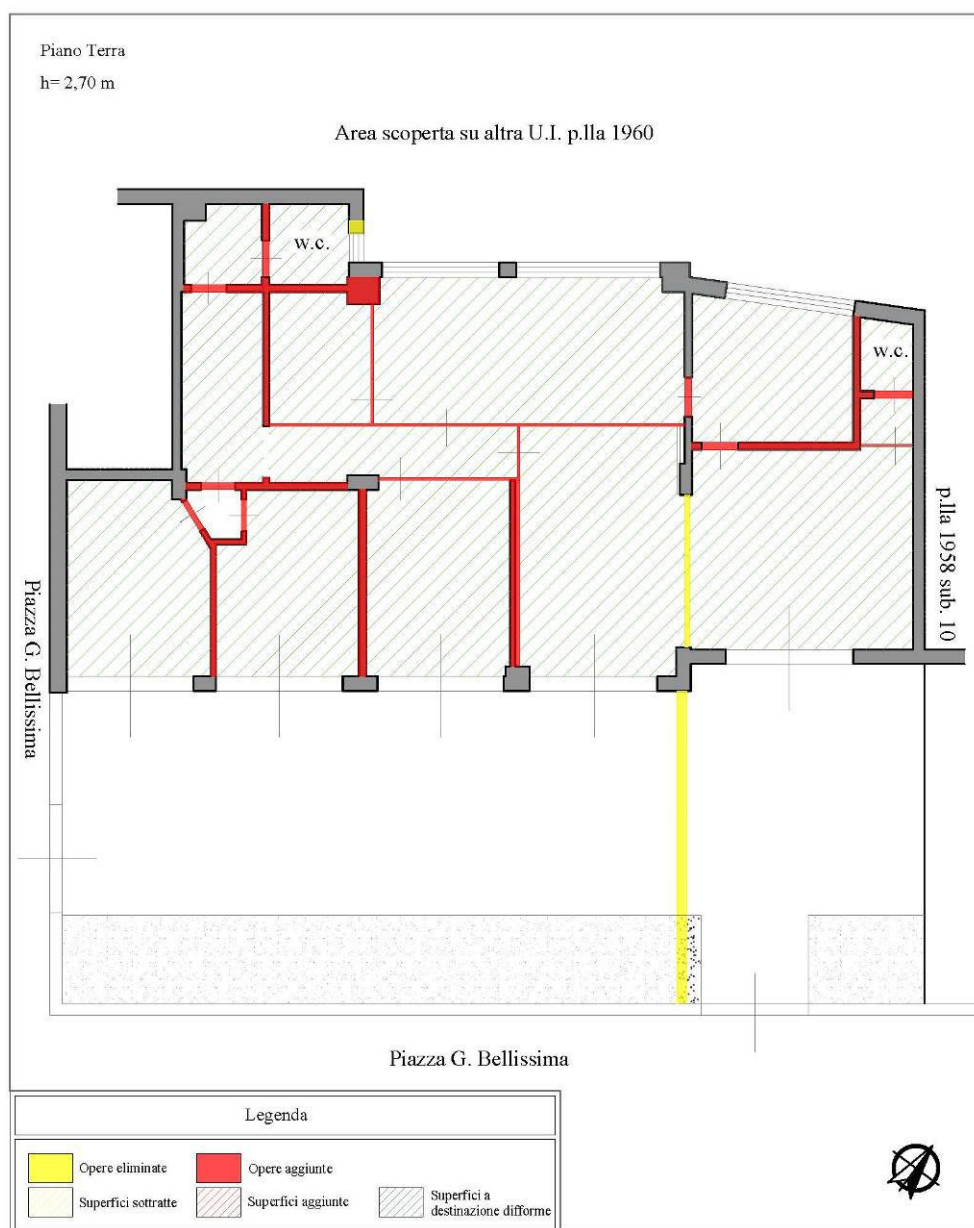 Piano Terra
h= 2,70 m
Area scoperta su altra U.I. p.lla 1960
w.c.
w.c.
p.lla 1958 sub. 10
Piazza G. Bellissima
Piazza G. Bellissima
Legenda
Opere eliminate
Opere aggiunte
Superfici sottratte
Superfici aggiunte
Superfici a
destinazione difforme